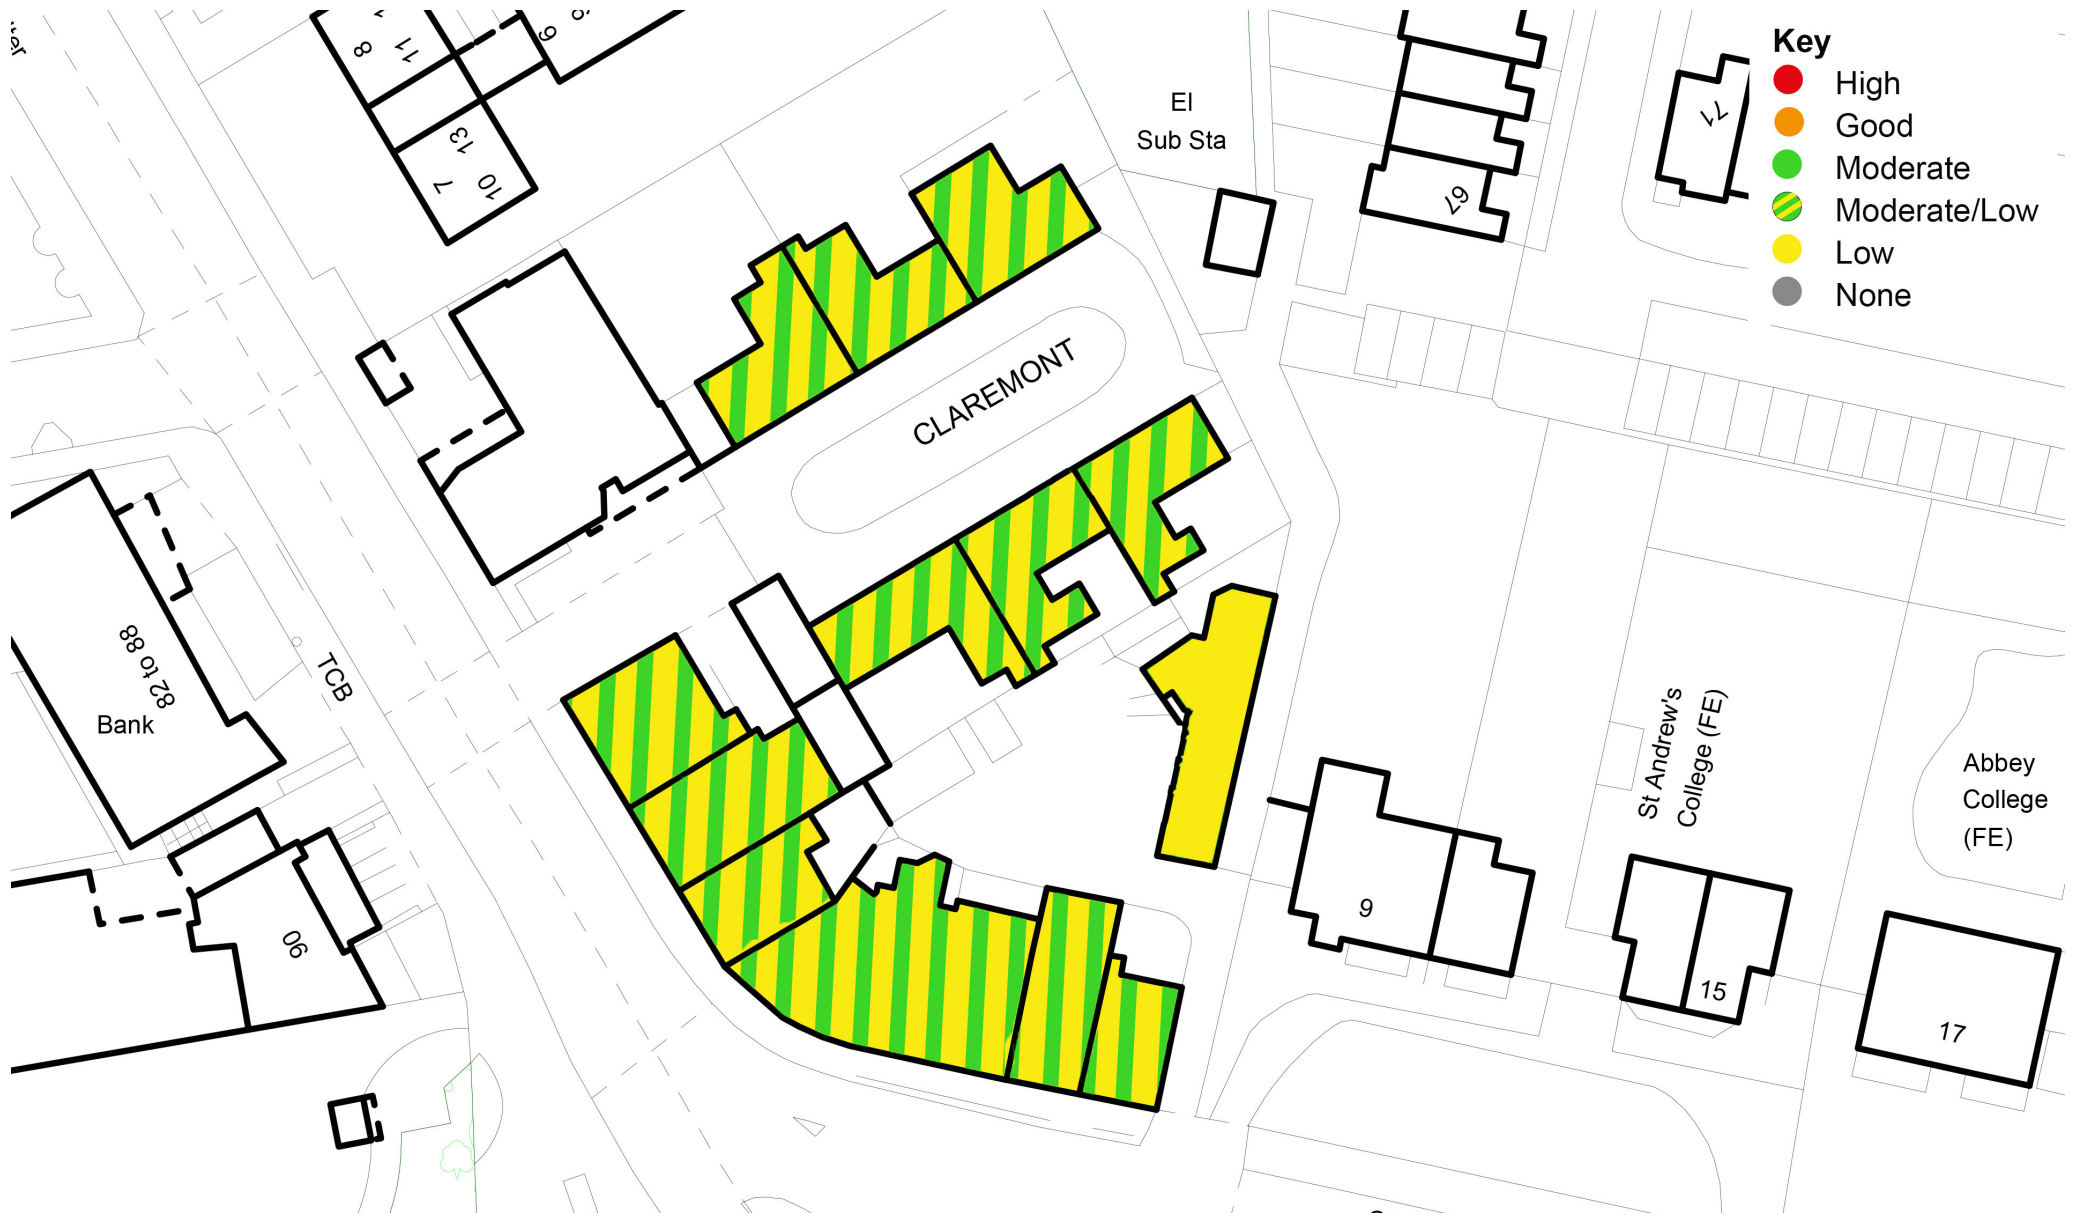 Key
High
Good
Moderate
Moderate/Low
Low
None
8
11
9
13
7
10
El
Sub Sta
67
71
CLAREMONT
82 to 88
Bank
TCB
90
9
St Andrew's
College (FE)
15
Abbey
College
(FE)
17